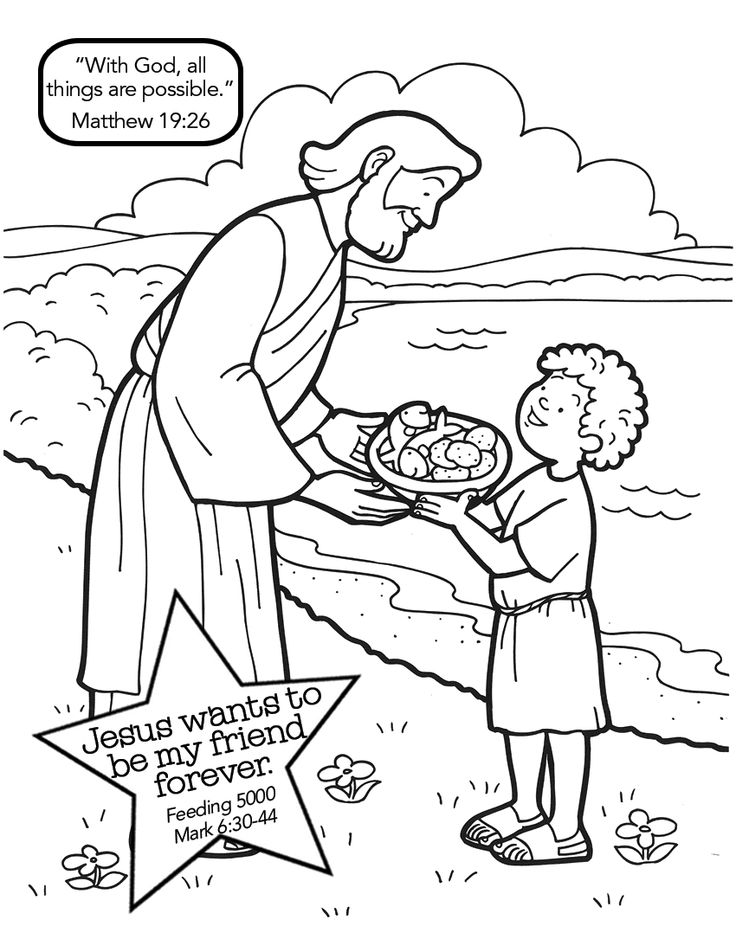 “With God, all
things are possible.”
Matthew 19:26
Jesus wants to
be my friend
forever.
Feeding 5000
Mark 6:30-44